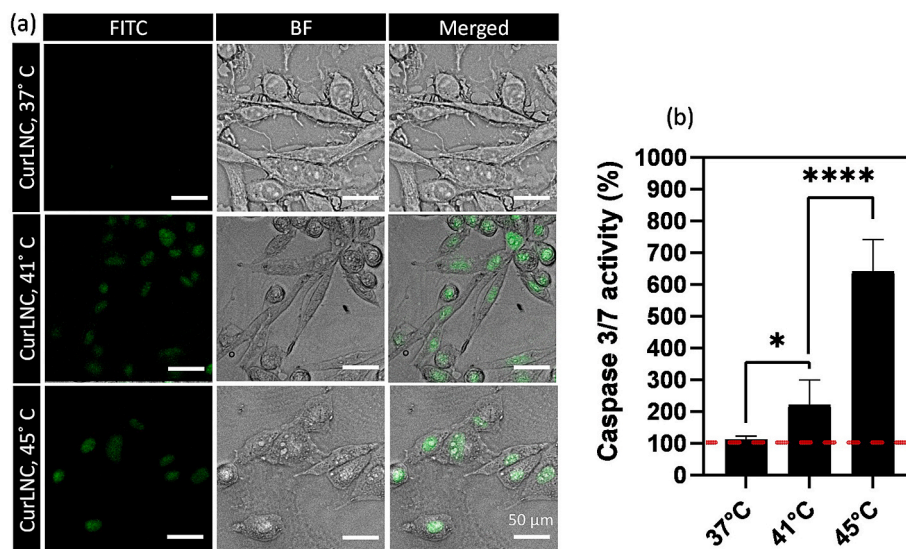 (a)
FITC BF Merged
CurLNC, 37° C
CurLNC, 41° C
CurLNC, 45° C
50 µm
(b)
Caspase 3/7 activity (%)
1000
900
800
700
600
500
400
300
200
100
0
*
****
37°C 41°C 45°C